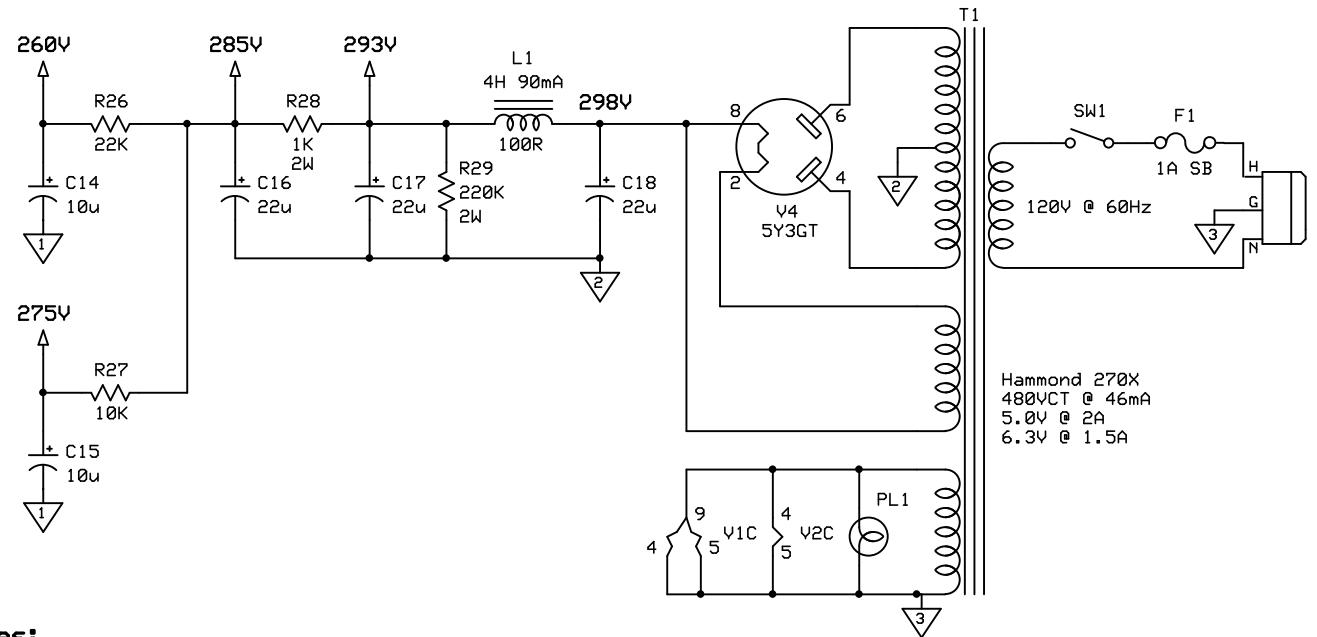 T1
260V
285V
293V
L1
4H 90mA
298V
100R
R26
22K
R28
1K
2W
R29
220K
2W
C14
10u
C16
22u
C17
22u
C18
22u
8
2
6
4
V4
5Y3GT
2
SW1
F1
1A SB
H
G
N
120V @ 60Hz
3
1
2
275V
R27
10K
C15
10u
1
Hammond 270X
480VCT @ 46mA
5.0V @ 2A
6.3V @ 1.5A
9
4
5
V1C
4
5
V2C
PL1
3